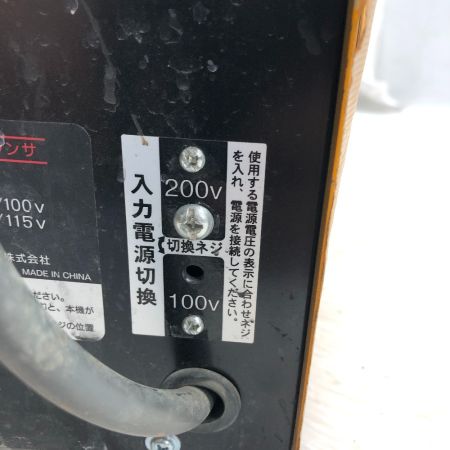 ンサ
/100v
/115v
株式会社
MADE IN CHINA
ださい。
と、本機が
ジの位置
入力電源切換
200v
切換ネジ
100v
使用する電源電圧の表示に合わせネジ
を入れ、電源を接続してください。